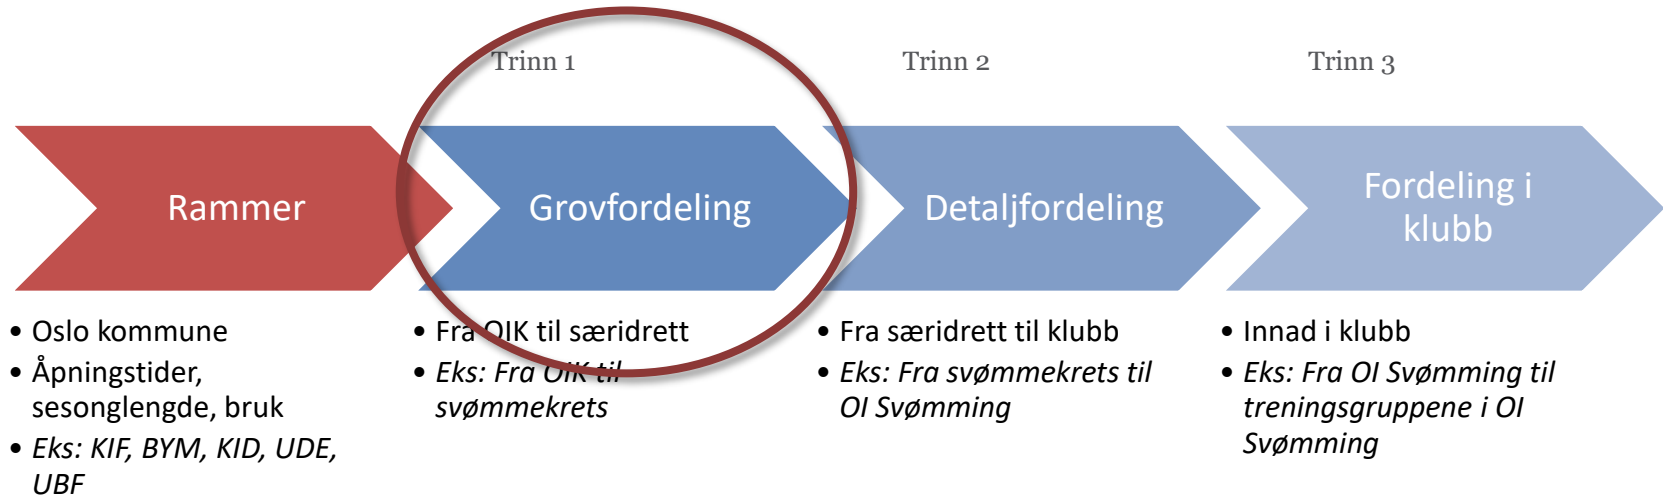 Trinn 1
Trinn 2
Trinn 3
Rammer
Grovfordeling
Detaljfordeling
Fordeling i
klubb
• Oslo kommune
• Åpningstider,
sesonglengde, bruk
• Eks: KIF, BYM, KID, UDE,
UBF
• Fra OIK til særidrett
• Eks: Fra OIK til
svømmekrets
• Fra særidrett til klubb
• Eks: Fra svømmekrets til
OI Svømming
• Innad i klubb
• Eks: Fra OI Svømming til
treningsgruppene i OI
Svømming